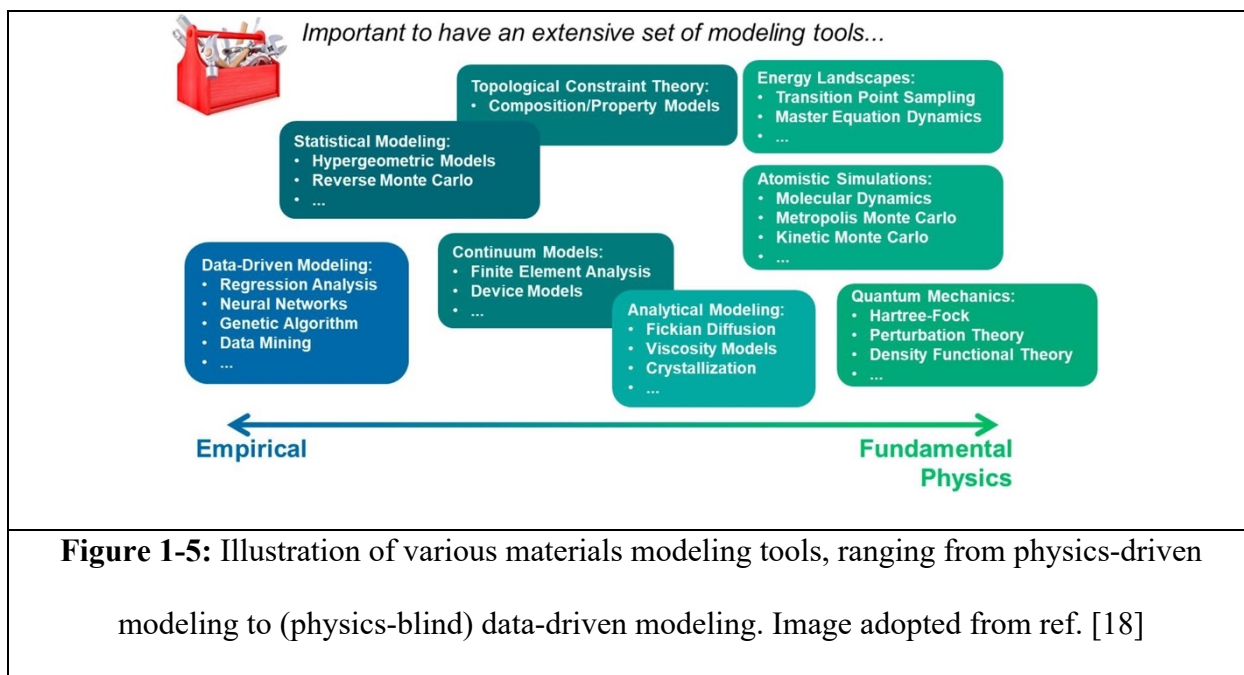 Important to have an extensive set of modeling tools...
Topological Constraint Theory:
• Composition/Property Models
Energy Landscapes:
• Transition Point Sampling
• Master Equation Dynamics
• ...
Statistical Modeling:
• Hypergeometric Models
• Reverse Monte Carlo
• ...
Atomistic Simulations:
• Molecular Dynamics
• Metropolis Monte Carlo
• Kinetic Monte Carlo
• ...
Data-Driven Modeling:
• Regression Analysis
• Neural Networks
• Genetic Algorithm
• Data Mining
• ...
Continuum Models:
• Finite Element Analysis
• Device Models
• ...
Analytical Modeling:
• Fickian Diffusion
• Viscosity Models
• Crystallization
• ...
Quantum Mechanics:
• Hartree-Fock
• Perturbation Theory
• Density Functional Theory
• ...
Empirical
Fundamental
Physics
Figure 1-5: Illustration of various materials modeling tools, ranging from physics-driven
modeling to (physics-blind) data-driven modeling. Image adopted from ref. [18]